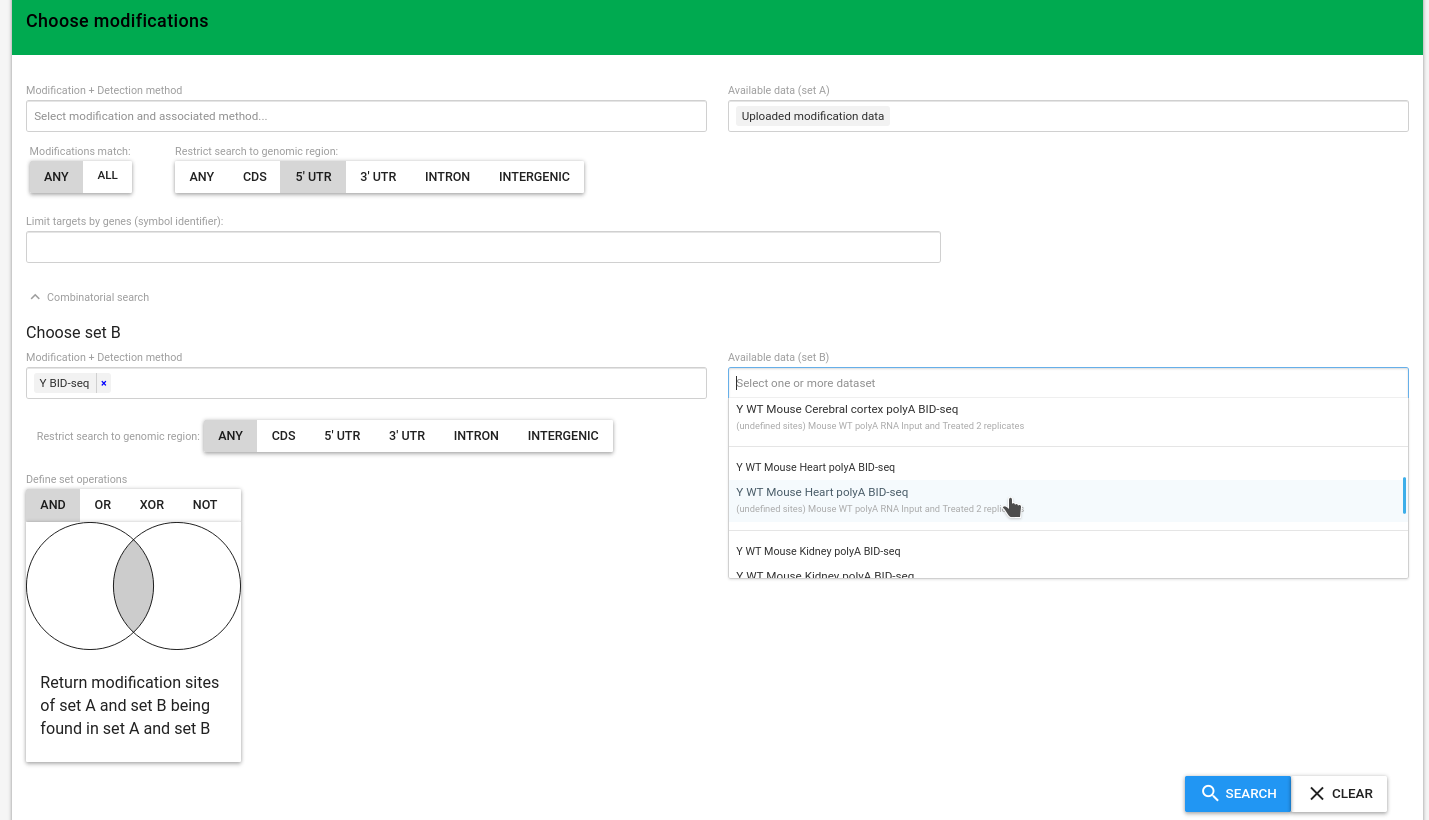 Choose modifications
Modification + Detection method
Available data (set A)
Select modification and associated method...
Uploaded modification data
Modifications match:
Restrict search to genomic region:
ANY ALL
ANY CDS 5' UTR 3' UTR INTRON INTERGENIC
Limit targets by genes (symbol identifier):
Combinatorial search
Choose set B
Modification + Detection method
Available data (set B)
Y BID-seq ×
Select one or more dataset
Y WT Mouse Cerebral cortex polyA BID-seq
(undefined sites) Mouse WT polyA RNA Input and Treated 2 replicates
Restrict search to genomic region: ANY CDS 5' UTR 3' UTR INTRON INTERGENIC
Y WT Mouse Heart polyA BID-seq
Y WT Mouse Heart polyA BID-seq
(undefined sites) Mouse WT polyA RNA Input and Treated 2 replicates
Y WT Mouse Kidney polyA BID-seq
Y WT Mouse Kidney polyA BID-seq
Define set operations
AND OR XOR NOT
Return modification sites
of set A and set B being
found in set A and set B
SEARCH
CLEAR